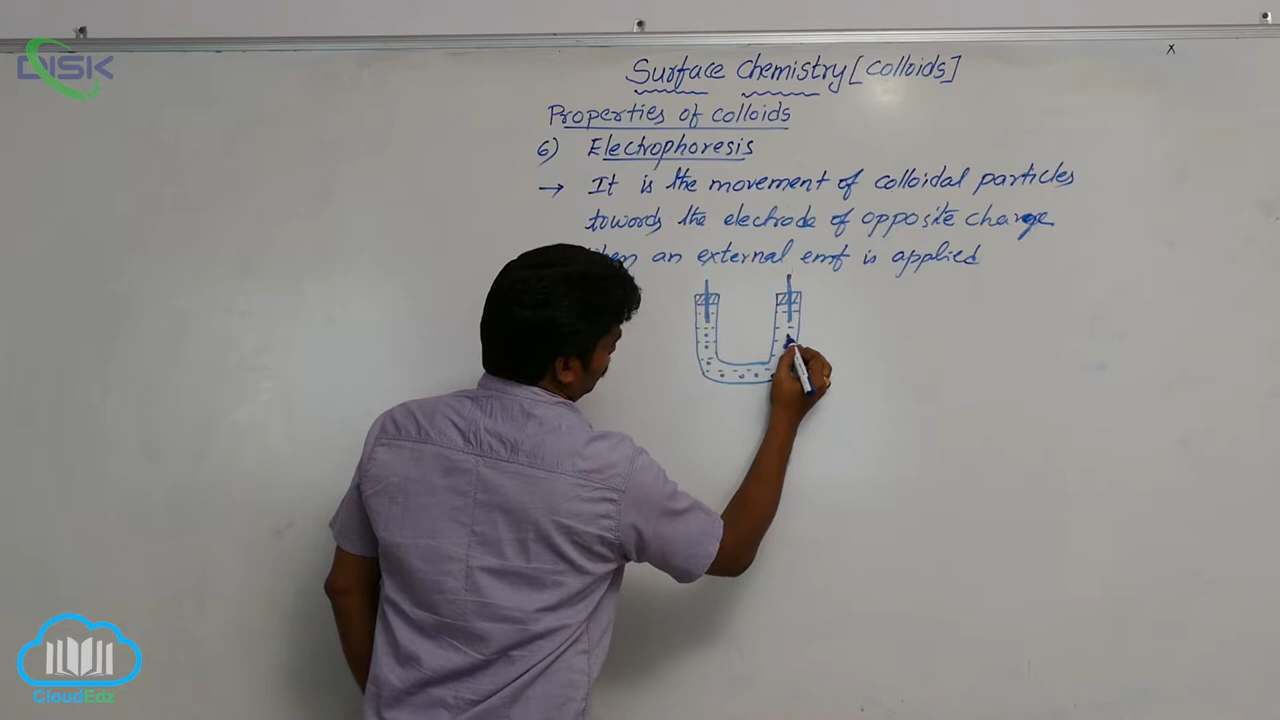 DISK
x
Surface Chemistry [colloids]
Properties of colloids
6) Electrophoresis
→ It is the movement of colloidal particles
towards the electrode of opposite charge
an external emf is applied
CloudEdz